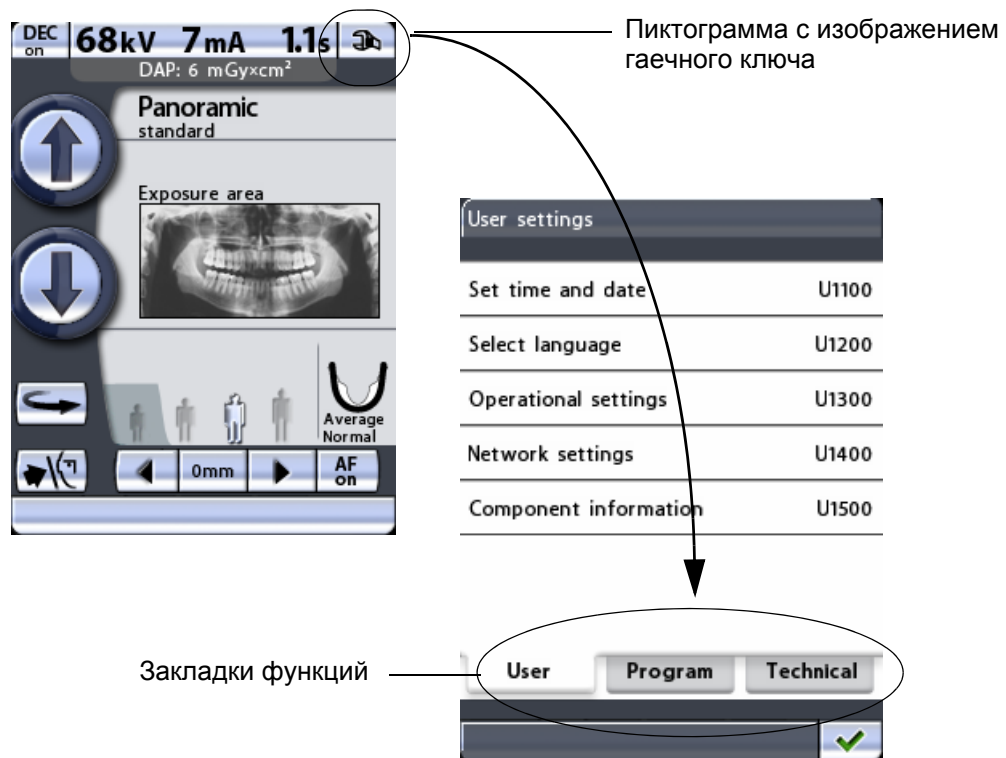 DEC
on
68kV 7mA 1.1s
DAP: 6 mGy×cm²
Пиктограмма с изображением
гаечного ключа
Panoramic
standard
Exposure area
Average
Normal
0mm
AF
on
User settings
Set time and date U1100
Select language U1200
Operational settings U1300
Network settings U1400
Component information U1500
Закладки функций
User Program Technical